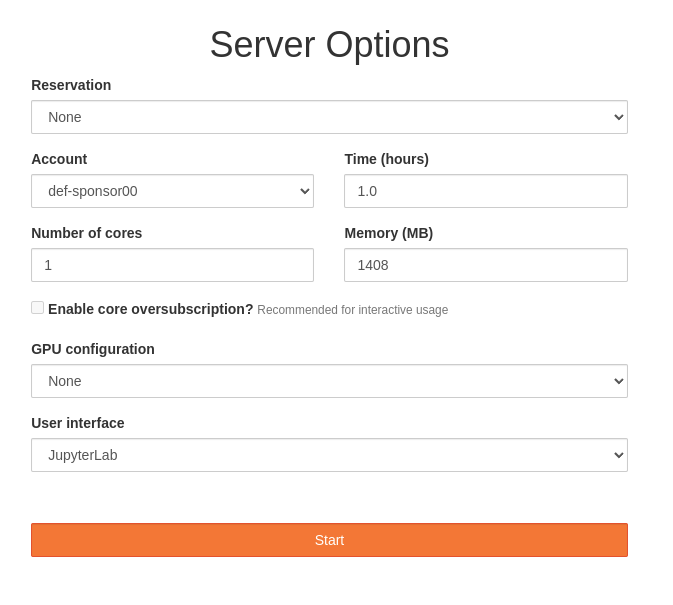 Server Options
Reservation
None
Account
Time (hours)
def-sponsor00
1.0
Number of cores
Memory (MB)
1
1408
Enable core oversubscription? Recommended for interactive usage
GPU configuration
None
User interface
JupyterLab
Start